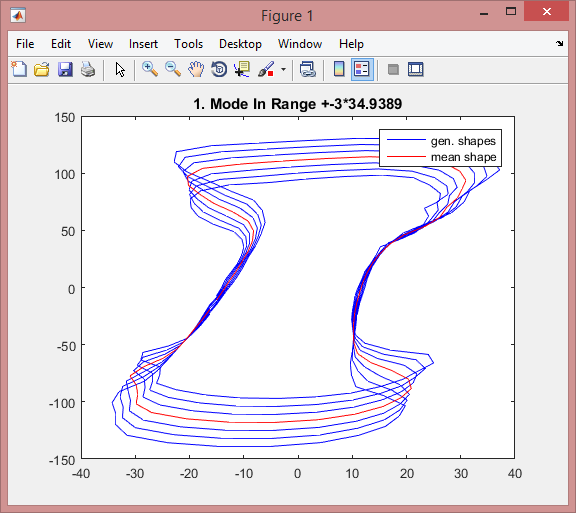 Figure 1
File Edit View Insert Tools Desktop Window Help
1. Mode In Range +-3*34.9389
gen. shapes
mean shape
150
100
50
0
-50
-100
-150
-40 -30 -20 -10 0 10 20 30 40